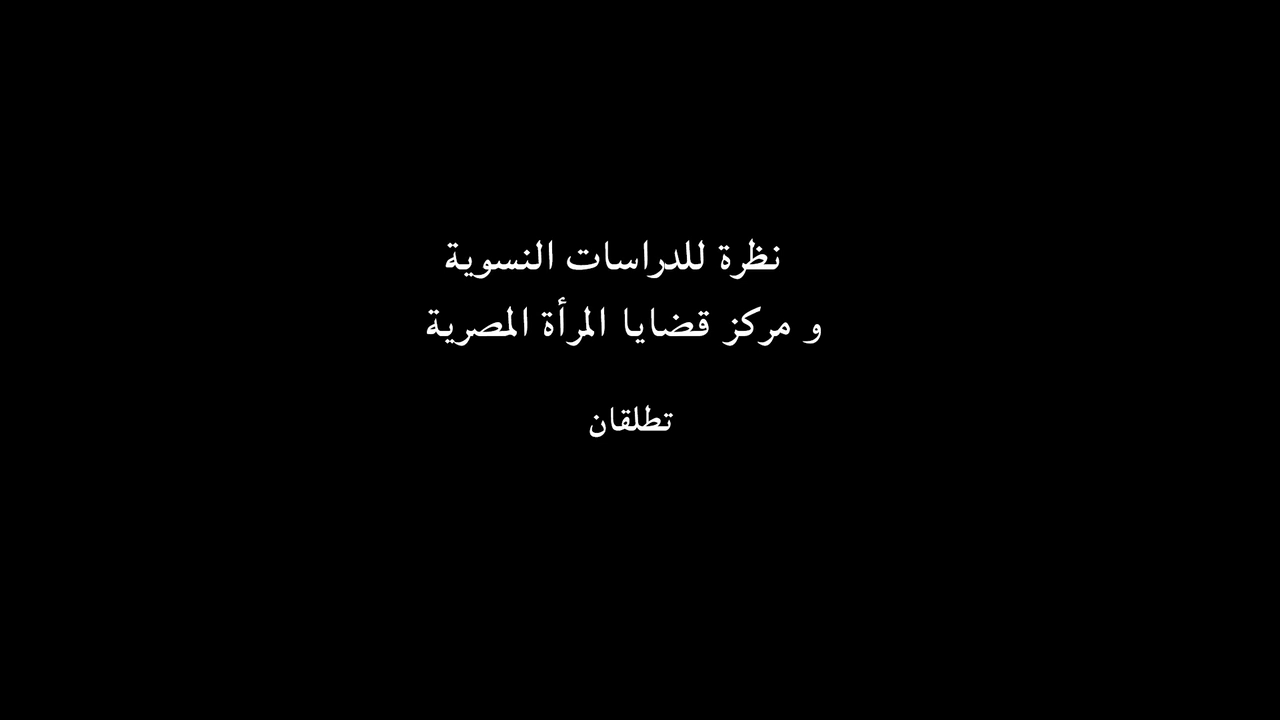 نظرة للدراسات النسوية
و مركز قضايا المرأة المصرية
تطلقان